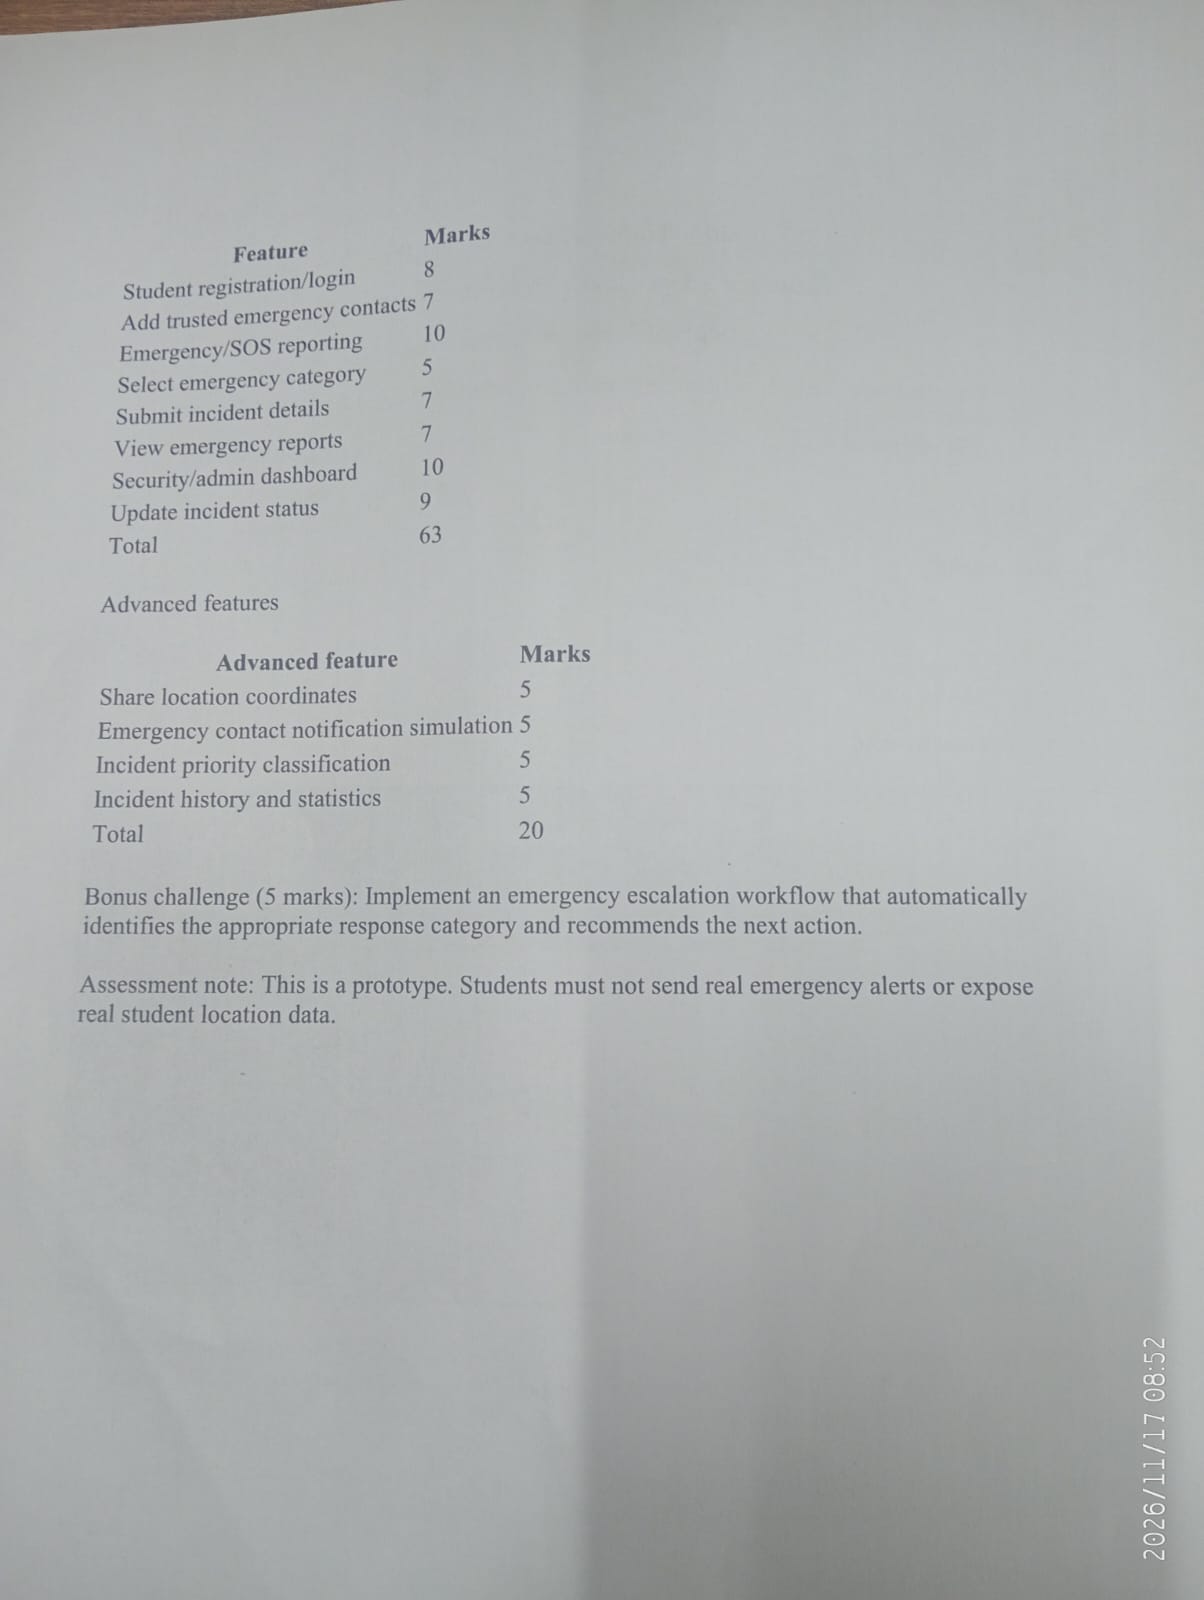 Feature Marks
Student registration/login 8
Add trusted emergency contacts 7
Emergency/SOS reporting 10
Select emergency category 5
Submit incident details 7
View emergency reports 7
Security/admin dashboard 10
Update incident status 9
Total 63
Advanced features
Advanced feature Marks
Share location coordinates 5
Emergency contact notification simulation 5
Incident priority classification 5
Incident history and statistics 5
Total 20
Bonus challenge (5 marks): Implement an emergency escalation workflow that automatically
identifies the appropriate response category and recommends the next action.
Assessment note: This is a prototype. Students must not send real emergency alerts or expose
real student location data.
2026/11/17 08:52